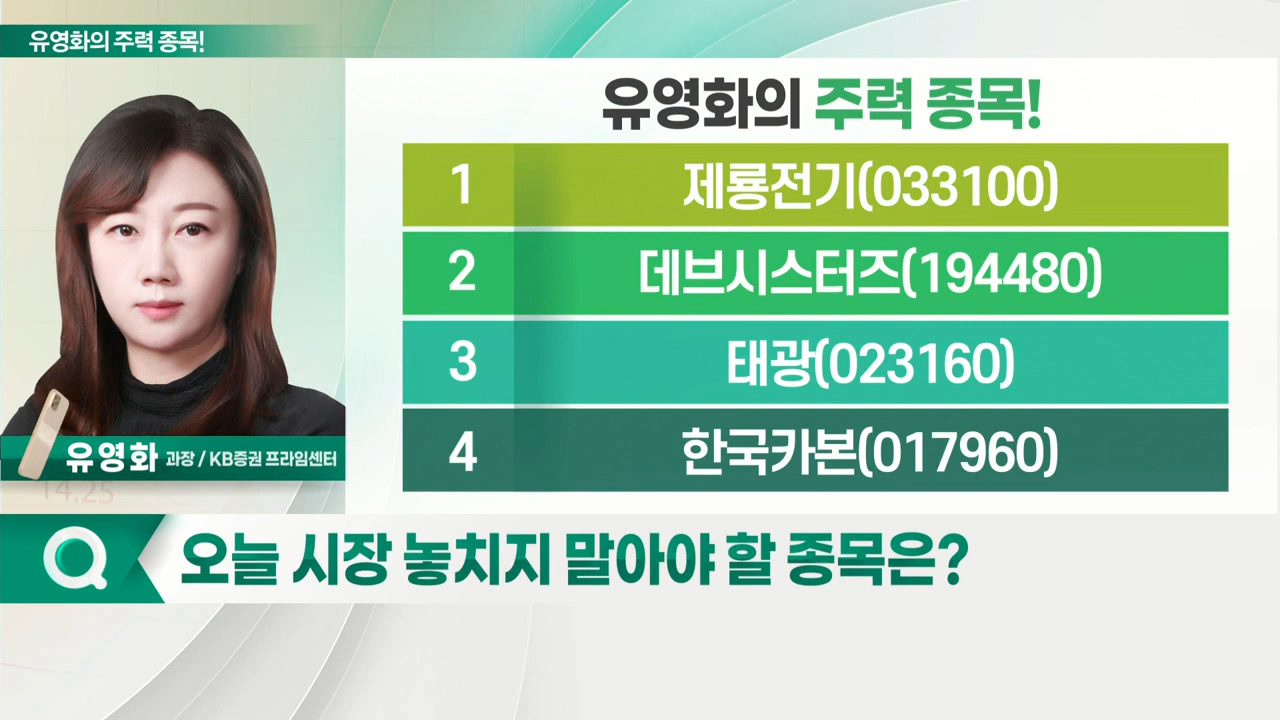 유영화의 주력 종목!
유영화의 주력 종목!
1 제룡전기(033100)
2 데브시스터즈(194480)
3 태광(023160)
4 한국카본(017960)
유영화 과장 / KB증권 프라임센터
14.25
Q 오늘 시장 놓치지 말아야 할 종목은?